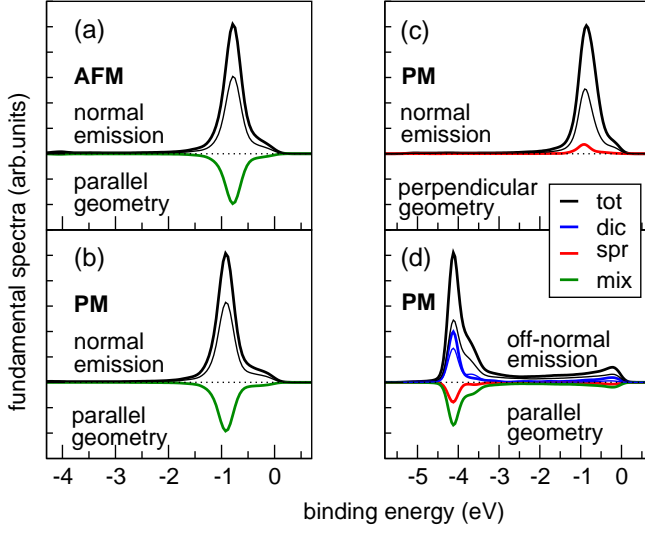 fundamental spectra (arb.units)
(a)
AFM
normal
emission
parallel
geometry
(b)
PM
normal
emission
parallel
geometry
-4 -3 -2 -1 0
(c)
PM
normal
emission
perpendicular
geometry
tot
dic
spr
mix
(d)
PM
off-normal
emission
parallel
geometry
-5 -4 -3 -2 -1 0
binding energy (eV)